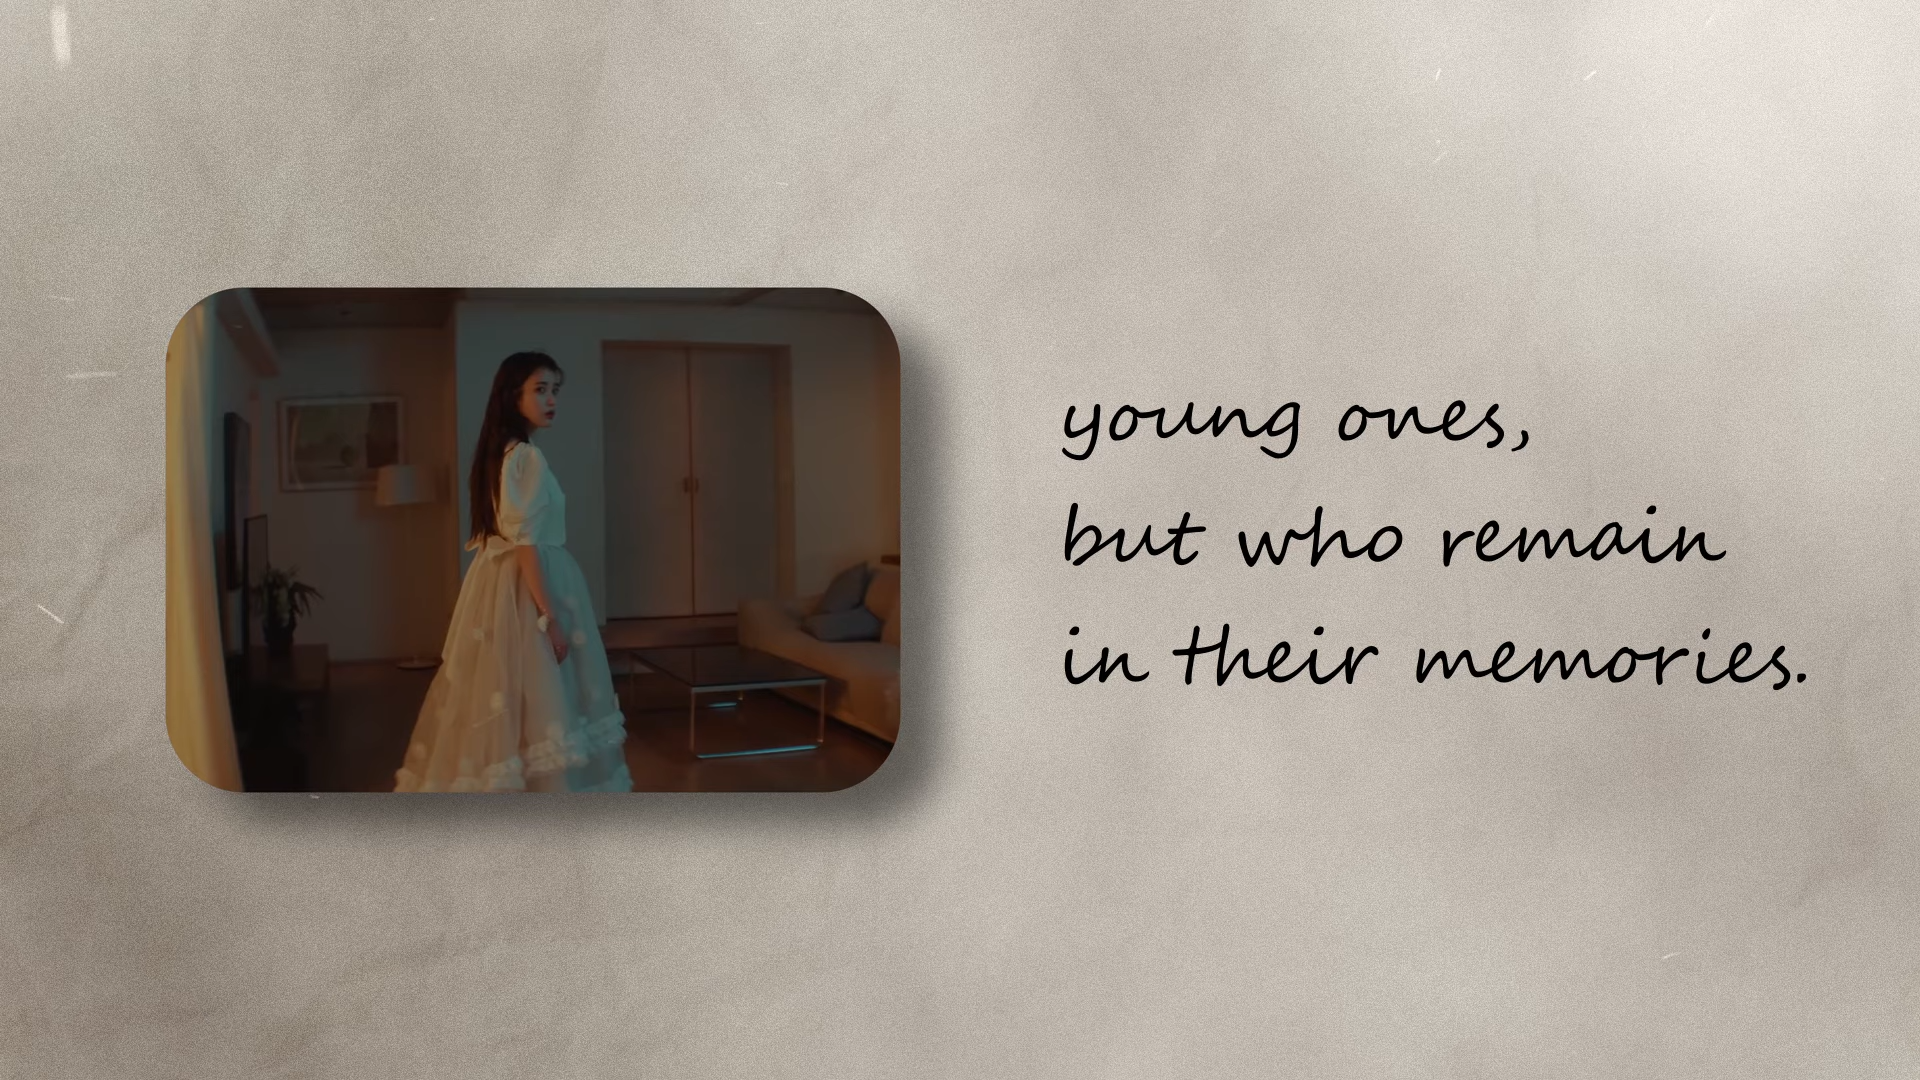 young ones,
but who remain
in their memories.